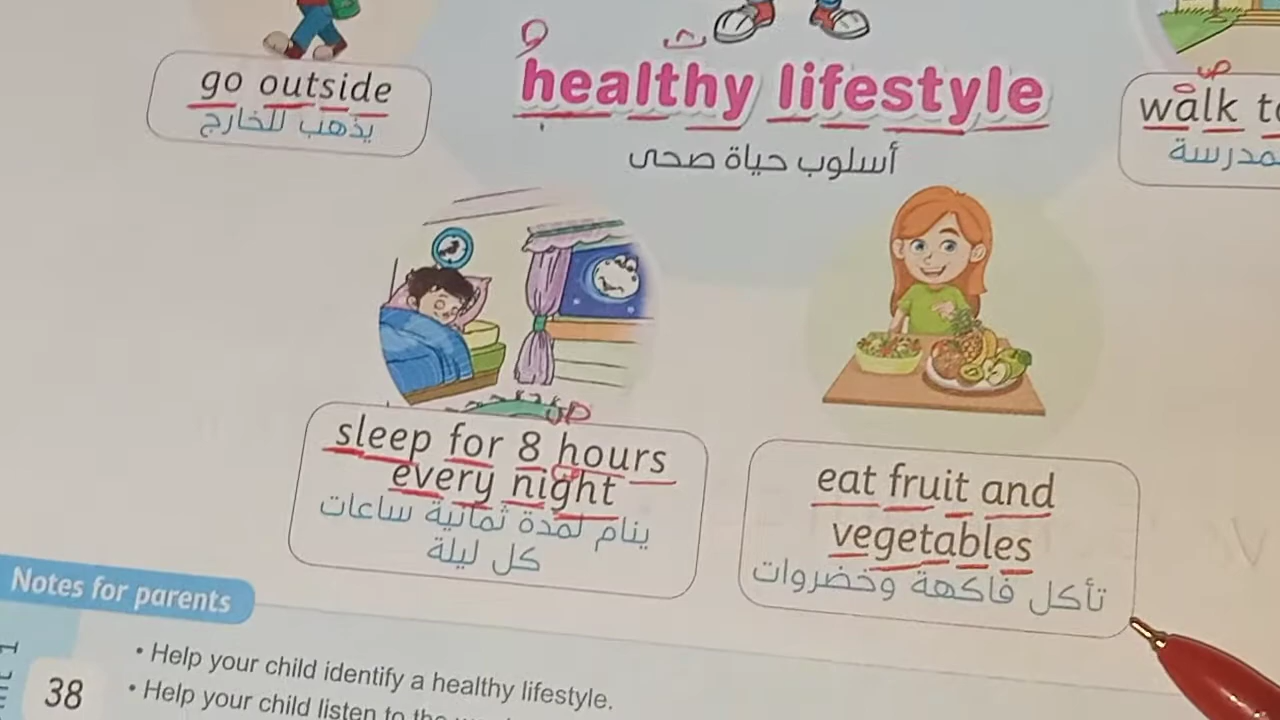 go outside
يذهب للخارج
healthy lifestyle
أسلوب حياة صحى
walk
sleep for 8 hours
every night
ينام لمدة ثمانية ساعات
كل ليلة
eat fruit and
vegetables
تأكل فاكهة وخضروات
Notes for parents
• Help your child identify a healthy lifestyle.
• Help your child listen to the
38